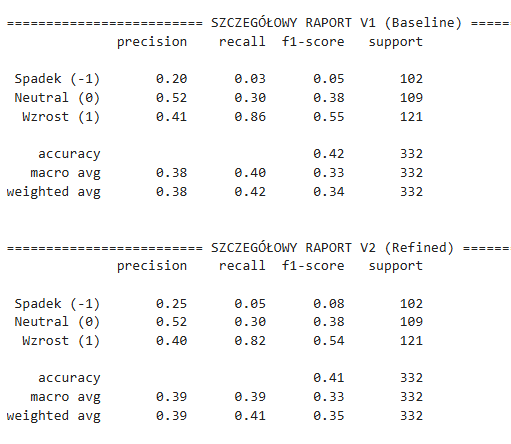 ========================= SZCZEGÓŁOWY RAPORT V1 (Baseline) =====
precision recall f1-score support
Spadek (-1) 0.20 0.03 0.05 102
Neutral (0) 0.52 0.30 0.38 109
Wzrost (1) 0.41 0.86 0.55 121
accuracy 0.42 332
macro avg 0.38 0.40 0.33 332
weighted avg 0.38 0.42 0.34 332
========================= SZCZEGÓŁOWY RAPORT V2 (Refined) ======
precision recall f1-score support
Spadek (-1) 0.25 0.05 0.08 102
Neutral (0) 0.52 0.30 0.38 109
Wzrost (1) 0.40 0.82 0.54 121
accuracy 0.41 332
macro avg 0.39 0.39 0.33 332
weighted avg 0.39 0.41 0.35 332